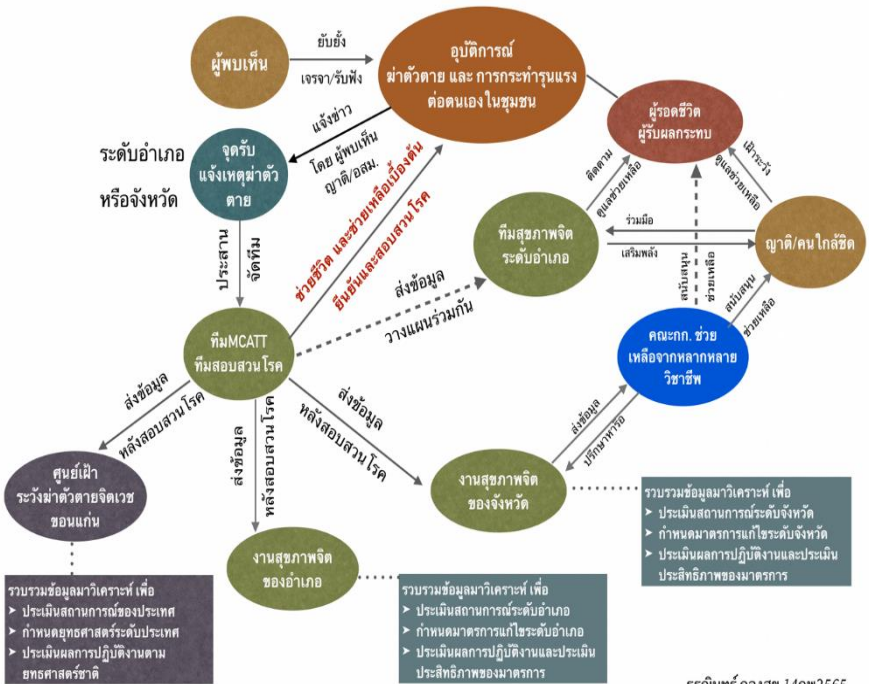 ผู้พบเห็น
ยับยั้ง
เจรจา/รับฟัง
อุบัติการณ์
ฆ่าตัวตาย และ การกระทำรุนแรง
ต่อตนเองในชุมชน
ผู้รอดชีวิต
ผู้รับผลกระทบ
แจ้งข่าว
โดย ผู้พบเห็น
ญาติ/อสม.
ระดับอำเภอ
หรือจังหวัด
จุดรับ
แจ้งเหตุฆ่าตัว
ตาย
ช่วยชีวิต และช่วยเหลือเบื้องต้น
ยืนยันและสอบสวนโรค
ติดตาม
ดูแลช่วยเหลือ
เฝ้าระวัง
ดูแลช่วยเหลือ
ทีมสุขภาพจิต
ระดับอำเภอ
ร่วมมือ
เสริมพลัง
ญาติ/คนใกล้ชิด
ประสาน
จัดทีม
ส่งข้อมูล
วางแผนร่วมกัน
สนับสนุน
ช่วยเหลือ
สนับสนุน
ช่วยเหลือ
ทีมMCATT
ทีมสอบสวนโรค
คณะกก. ช่วย
เหลือจากหลากหลาย
วิชาชีพ
ส่งข้อมูล
หลังสอบสวนโรค
ส่งข้อมูล
หลังสอบสวนโรค
ส่งข้อมูล
หลังสอบสวนโรค
ส่งข้อมูล
ปรึกษาหารือ
ศูนย์เฝ้า
ระวังฆ่าตัวตายจิตเวช
ขอนแก่น
งานสุขภาพจิต
ของจังหวัด
งานสุขภาพจิต
ของอำเภอ
รวบรวมข้อมูลมาวิเคราะห์ เพื่อ
➤ ประเมินสถานการณ์ระดับจังหวัด
➤ กำหนดมาตรการแก้ไขระดับจังหวัด
➤ ประเมินผลการปฏิบัติงานและประเมิน
ประสิทธิภาพของมาตรการ
รวบรวมข้อมูลมาวิเคราะห์ เพื่อ
➤ ประเมินสถานการณ์ของประเทศ
➤ กำหนดยุทธศาสตร์ระดับประเทศ
➤ ประเมินผลการปฏิบัติงานตาม
ยุทธศาสตร์ชาติ
รวบรวมข้อมูลมาวิเคราะห์ เพื่อ
➤ ประเมินสถานการณ์ระดับอำเภอ
➤ กำหนดมาตรการแก้ไขระดับอำเภอ
➤ ประเมินผลการปฏิบัติงานและประเมิน
ประสิทธิภาพของมาตรการ